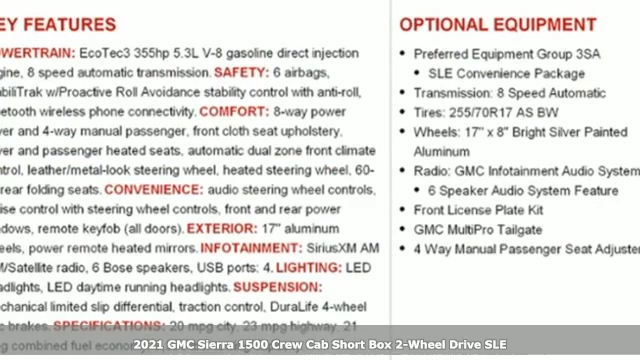 EY FEATURES
OWERTRAIN: EcoTec3 355hp 5.3L V-8 gasoline direct injection
gine, 8 speed automatic transmission. SAFETY: 6 airbags,
abiliTrak w/Proactive Roll Avoidance stability control with anti-roll,
uetooth wireless phone connectivity. COMFORT: 8-way power
ver and 4-way manual passenger, front cloth seat upholstery.
ver and passenger heated seats, automatic dual zone front climate
ntrol, leather/metal-look steering wheel, heated steering wheel, 60-
rear folding seats. CONVENIENCE: audio steering wheel controls,
ise control with steering wheel controls, front and rear power
ndows, remote keyfob (all doors). EXTERIOR: 17" aluminum
eels, power remote heated mirrors. INFOTAINMENT: SiriusXM AM
M/Satellite radio, 6 Bose speakers, USB ports: 4. LIGHTING: LED
adlights, LED daytime running headlights. SUSPENSION:
echanical limited slip differential, traction control, DuraLife 4-wheel
c brakes. SPECIFICATIONS: 20 mpg city, 23 mpg highway, 21
g combined fuel economy
OPTIONAL EQUIPMENT
• Preferred Equipment Group 3SA
• SLE Convenience Package
• Transmission: 8 Speed Automatic
• Tires: 255/70R17 AS BW
• Wheels: 17" x 8" Bright Silver Painted
Aluminum
• Radio: GMC Infotainment Audio System
• 6 Speaker Audio System Feature
• Front License Plate Kit
• GMC MultiPro Tailgate
• 4 Way Manual Passenger Seat Adjuster
2021 GMC Sierra 1500 Crew Cab Short Box 2-Wheel Drive SLE